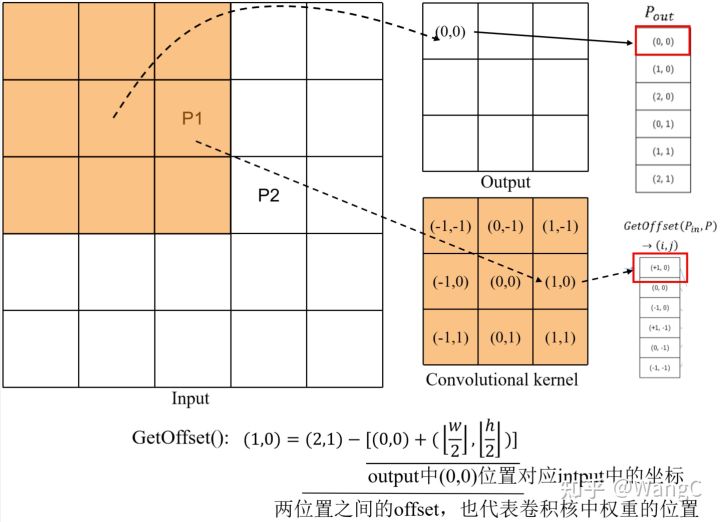 P1
P2
Input
(0,0)
Output
(-1,-1) (0,-1) (1,-1)
(-1,0) (0,0) (1,0)
(-1,1) (0,1) (1,1)
Convolutional kernel
P_out
(0, 0)
(1, 0)
(2, 0)
(0, 1)
(1, 1)
(2, 1)
GetOffset(P_in,P)
→ (i,j)
(+1, 0)
(0, 0)
(-1, 0)
(+1, -1)
(0, -1)
(-1, -1)
GetOffset(): (1,0) = (2,1) − [(0,0) + (⌊w/2⌋,⌊h/2⌋)]
output中(0,0)位置对应intput中的坐标
两位置之间的offset，也代表卷积核中权重的位置
知乎 @WangC